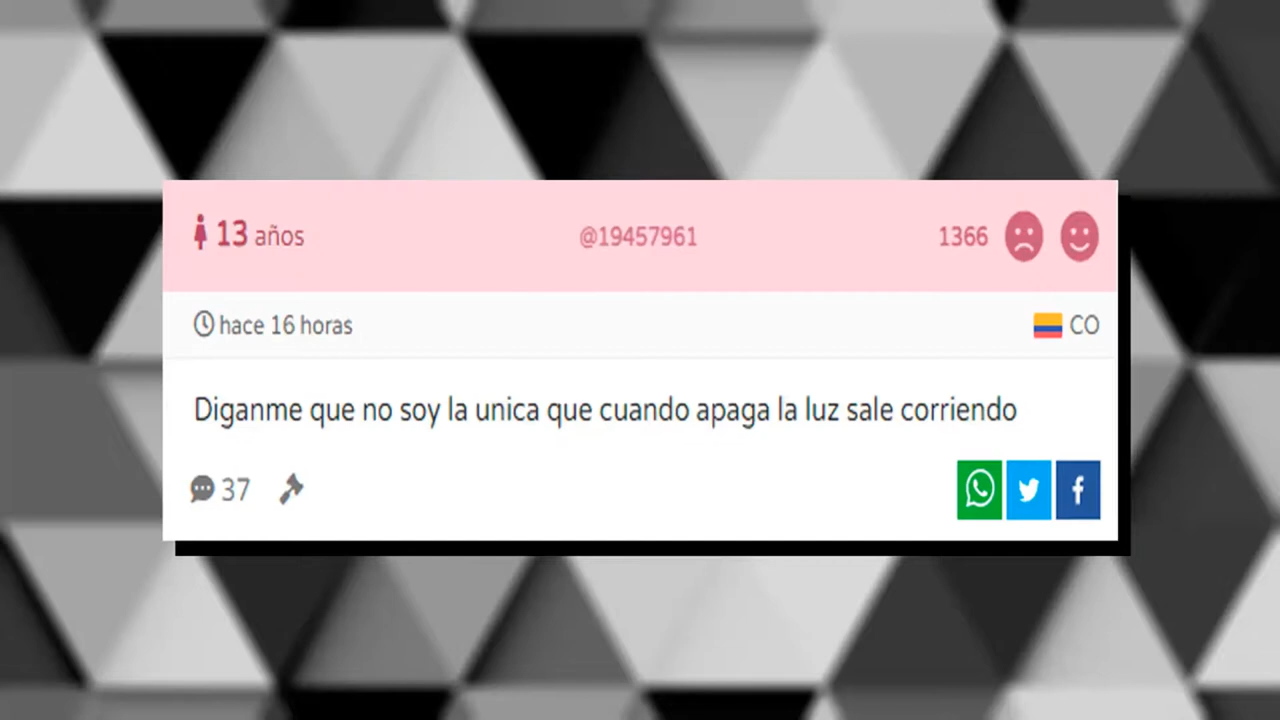 13 años @19457961 1366
hace 16 horas CO
Diganme que no soy la unica que cuando apaga la luz sale corriendo
37